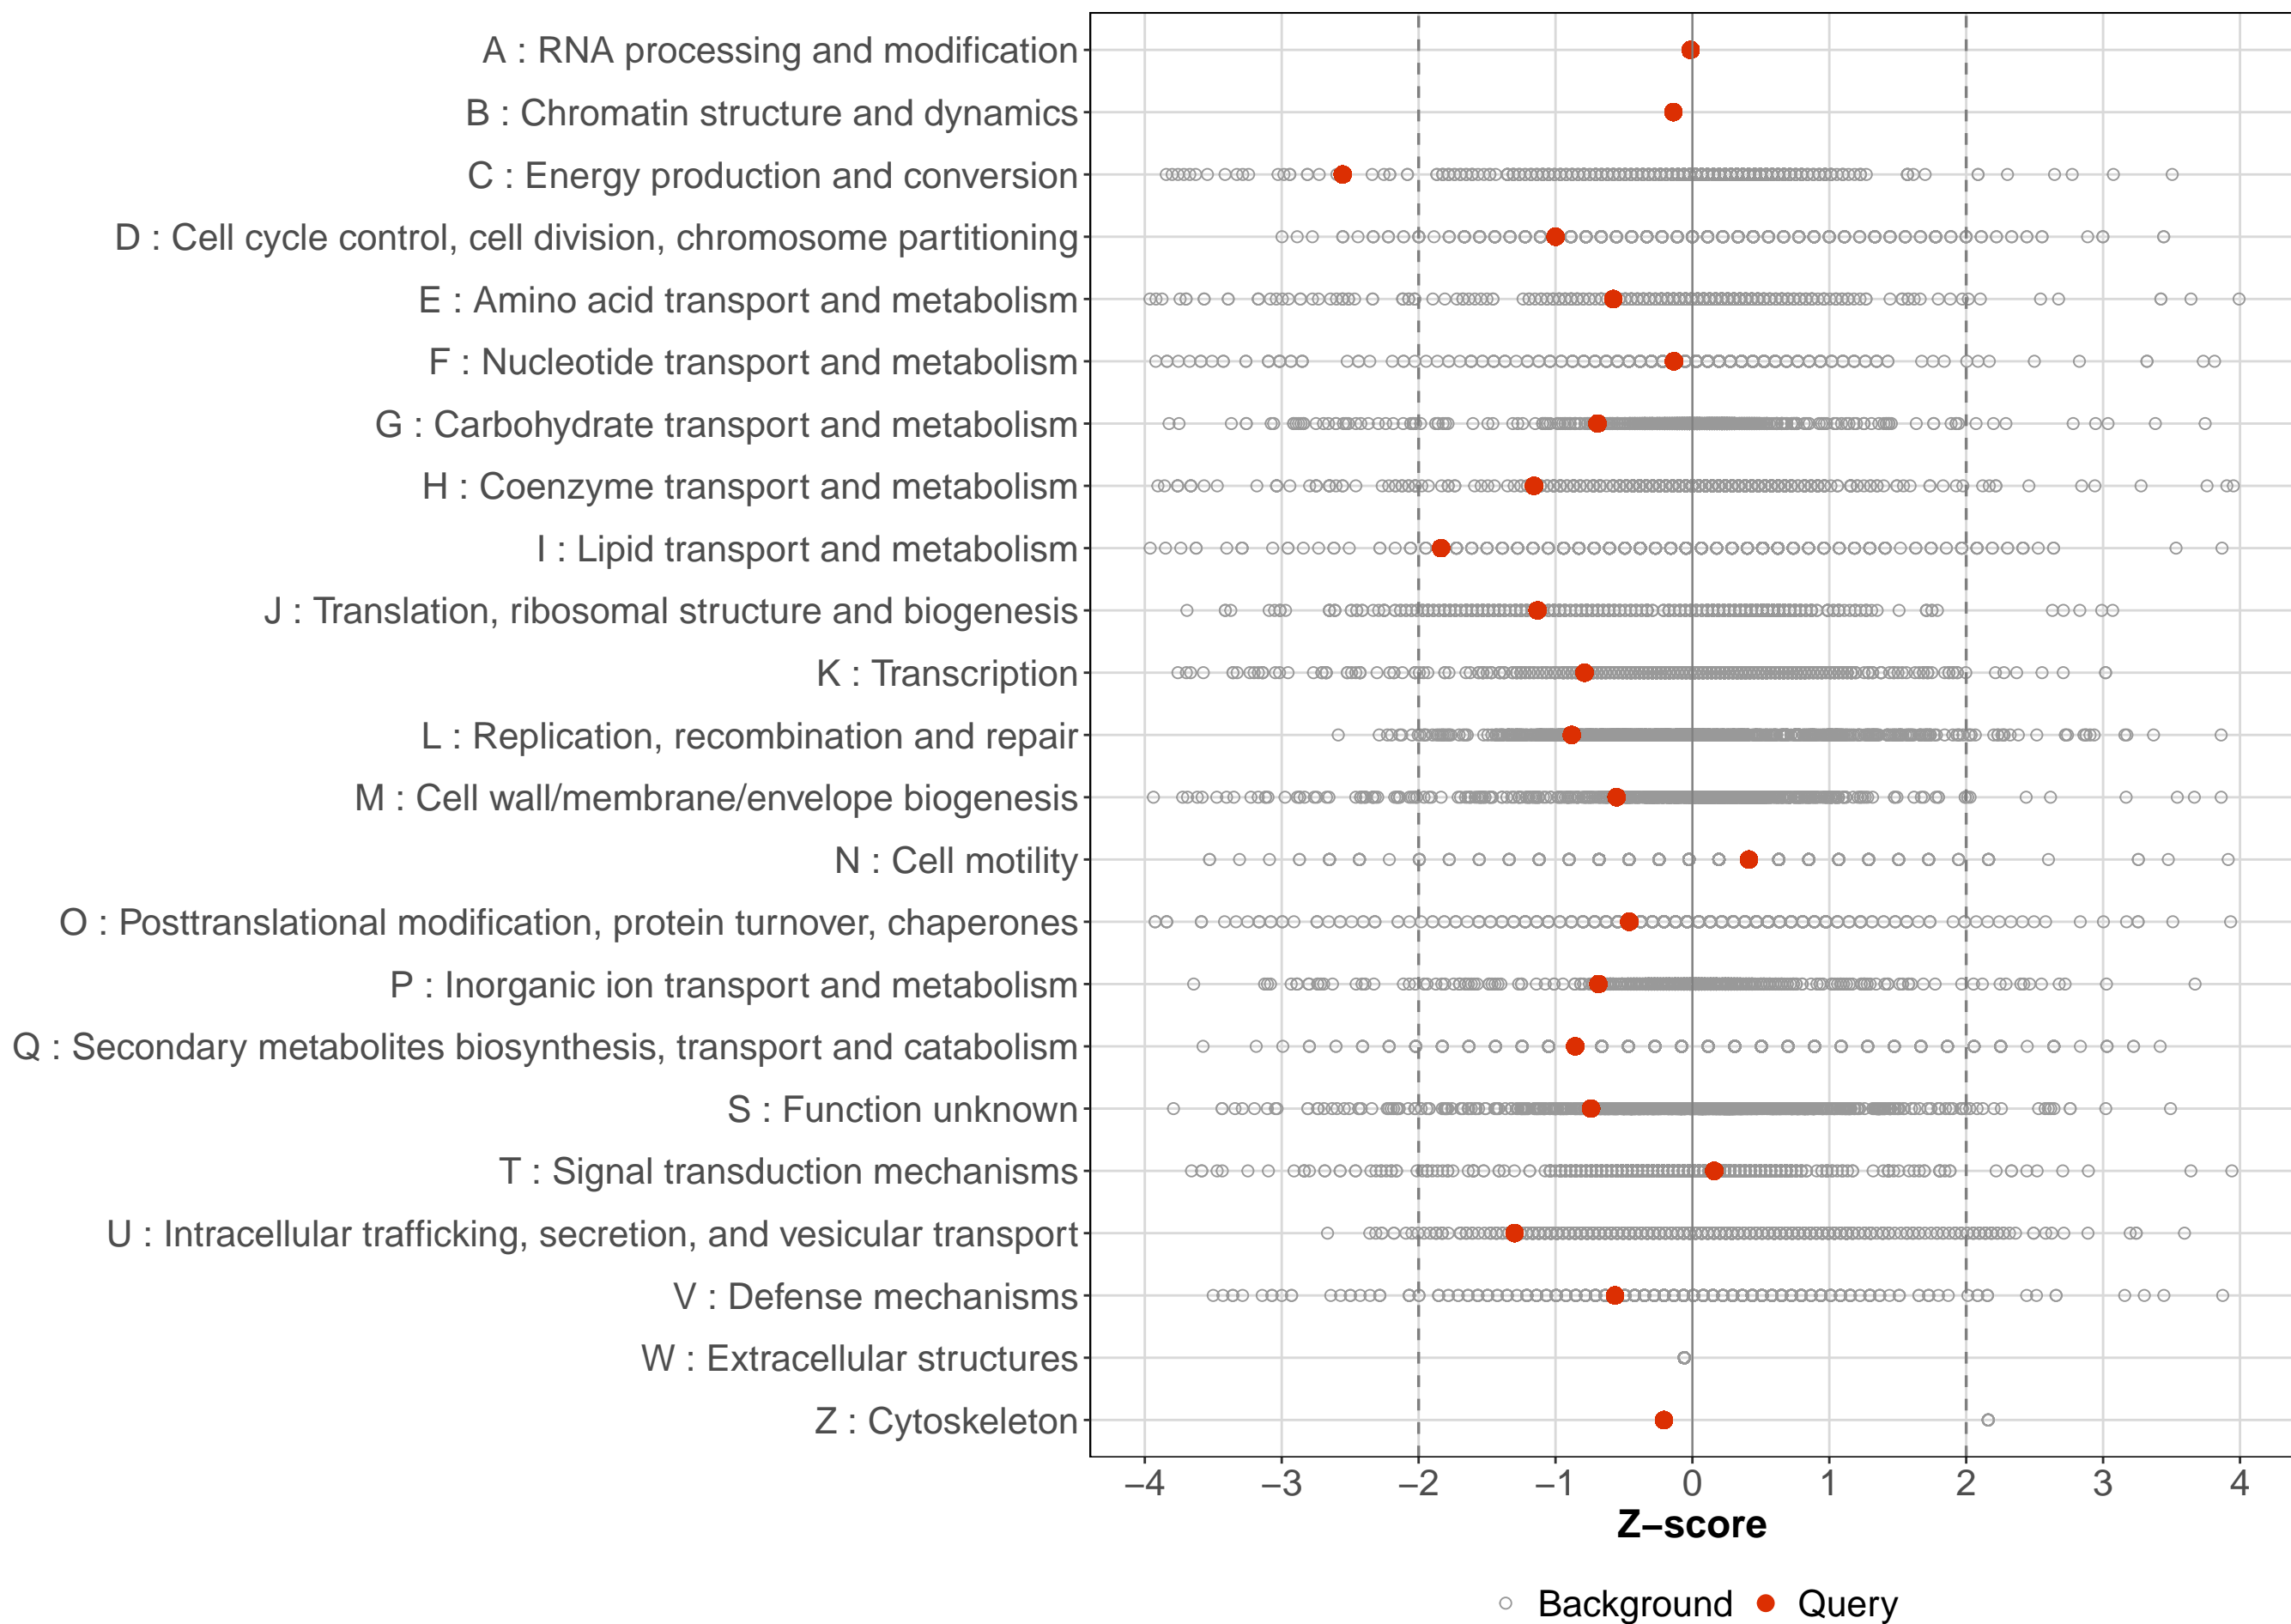 A : RNA processing and modification
B : Chromatin structure and dynamics
C : Energy production and conversion
D : Cell cycle control, cell division, chromosome partitioning
E : Amino acid transport and metabolism
F : Nucleotide transport and metabolism
G : Carbohydrate transport and metabolism
H : Coenzyme transport and metabolism
I : Lipid transport and metabolism
J : Translation, ribosomal structure and biogenesis
K : Transcription
L : Replication, recombination and repair
M : Cell wall/membrane/envelope biogenesis
N : Cell motility
O : Posttranslational modification, protein turnover, chaperones
P : Inorganic ion transport and metabolism
Q : Secondary metabolites biosynthesis, transport and catabolism
S : Function unknown
T : Signal transduction mechanisms
U : Intracellular trafficking, secretion, and vesicular transport
V : Defense mechanisms
W : Extracellular structures
Z : Cytoskeleton
−4 −3 −2 −1 0 1 2 3 4
Z−score
Background Query